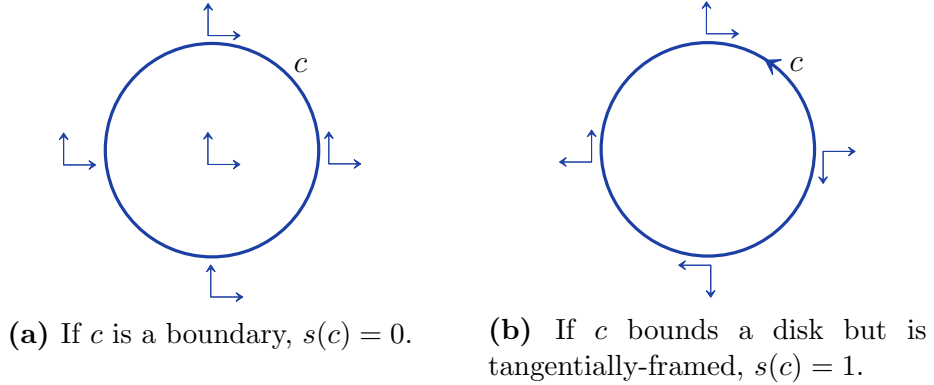 c
c
(a) If c is a boundary, s(c) = 0.
(b) If c bounds a disk but is
tangentially-framed, s(c) = 1.